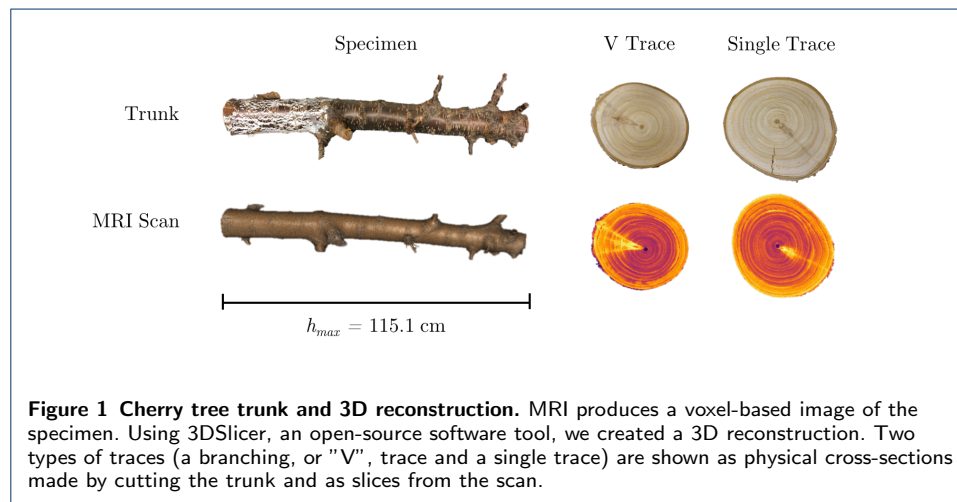 Specimen
V Trace
Single Trace
Trunk
MRI Scan
h_max = 115.1 cm
Figure 1 Cherry tree trunk and 3D reconstruction. MRI produces a voxel-based image of the
specimen. Using 3DSlicer, an open-source software tool, we created a 3D reconstruction. Two
types of traces (a branching, or ”V”, trace and a single trace) are shown as physical cross-sections
made by cutting the trunk and as slices from the scan.